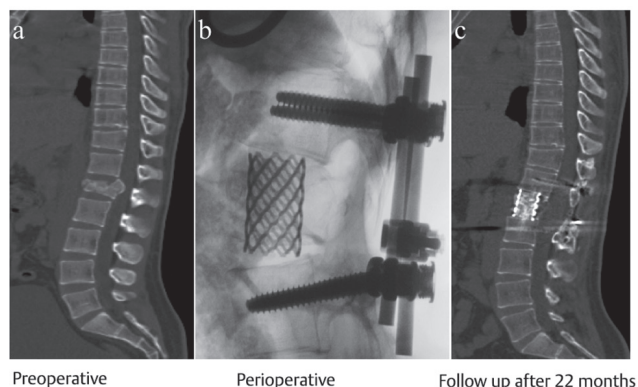 a
b
c
Preoperative
Perioperative
Follow up after 22 months